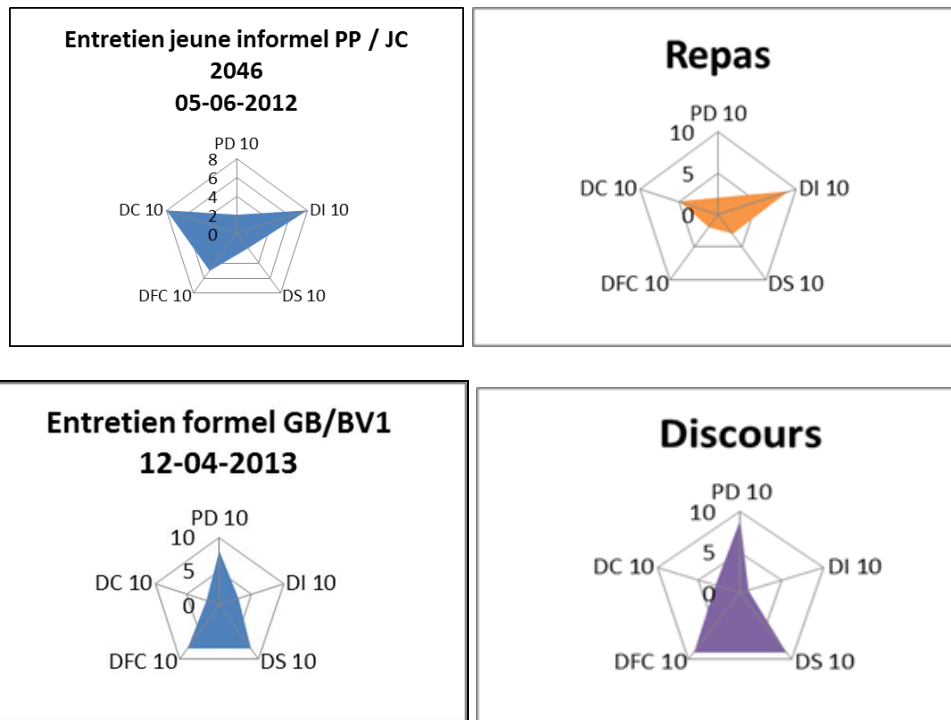 Entretien jeune informel PP / JC
2046
05-06-2012
PD 10
8
6
4
2
0
DC 10
DI 10
DFC 10
DS 10
Repas
PD 10
10
5
0
DC 10
DI 10
DFC 10
DS 10
Entretien formel GB/BV1
12-04-2013
PD 10
10
5
0
DC 10
DI 10
DFC 10
DS 10
Discours
PD 10
10
5
0
DC 10
DI 10
DFC 10
DS 10